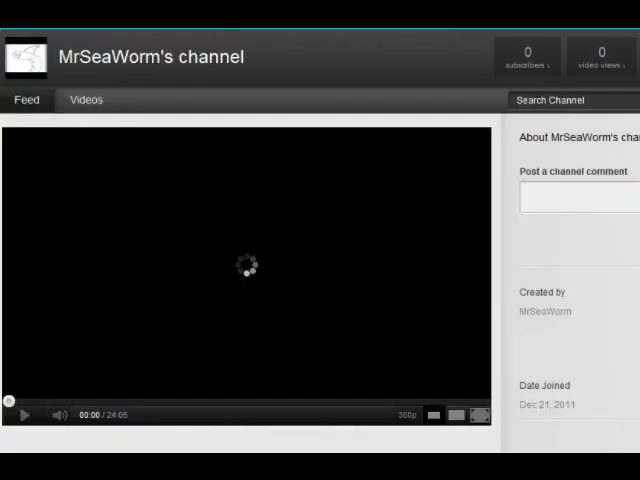 MrSeaWorm's channel
0
subscribers ›
0
video views ›
Feed
Videos
Search Channel
About MrSeaWorm's cha
Post a channel comment
Created by
MrSeaWorm
Date Joined
Dec 21, 2011
00:00 / 24:05
360p